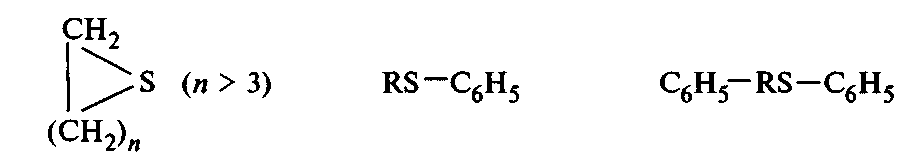 CH₂
S (n > 3) RS–C₆H₅ C₆H₅–RS–C₆H₅
(CH₂)ₙ